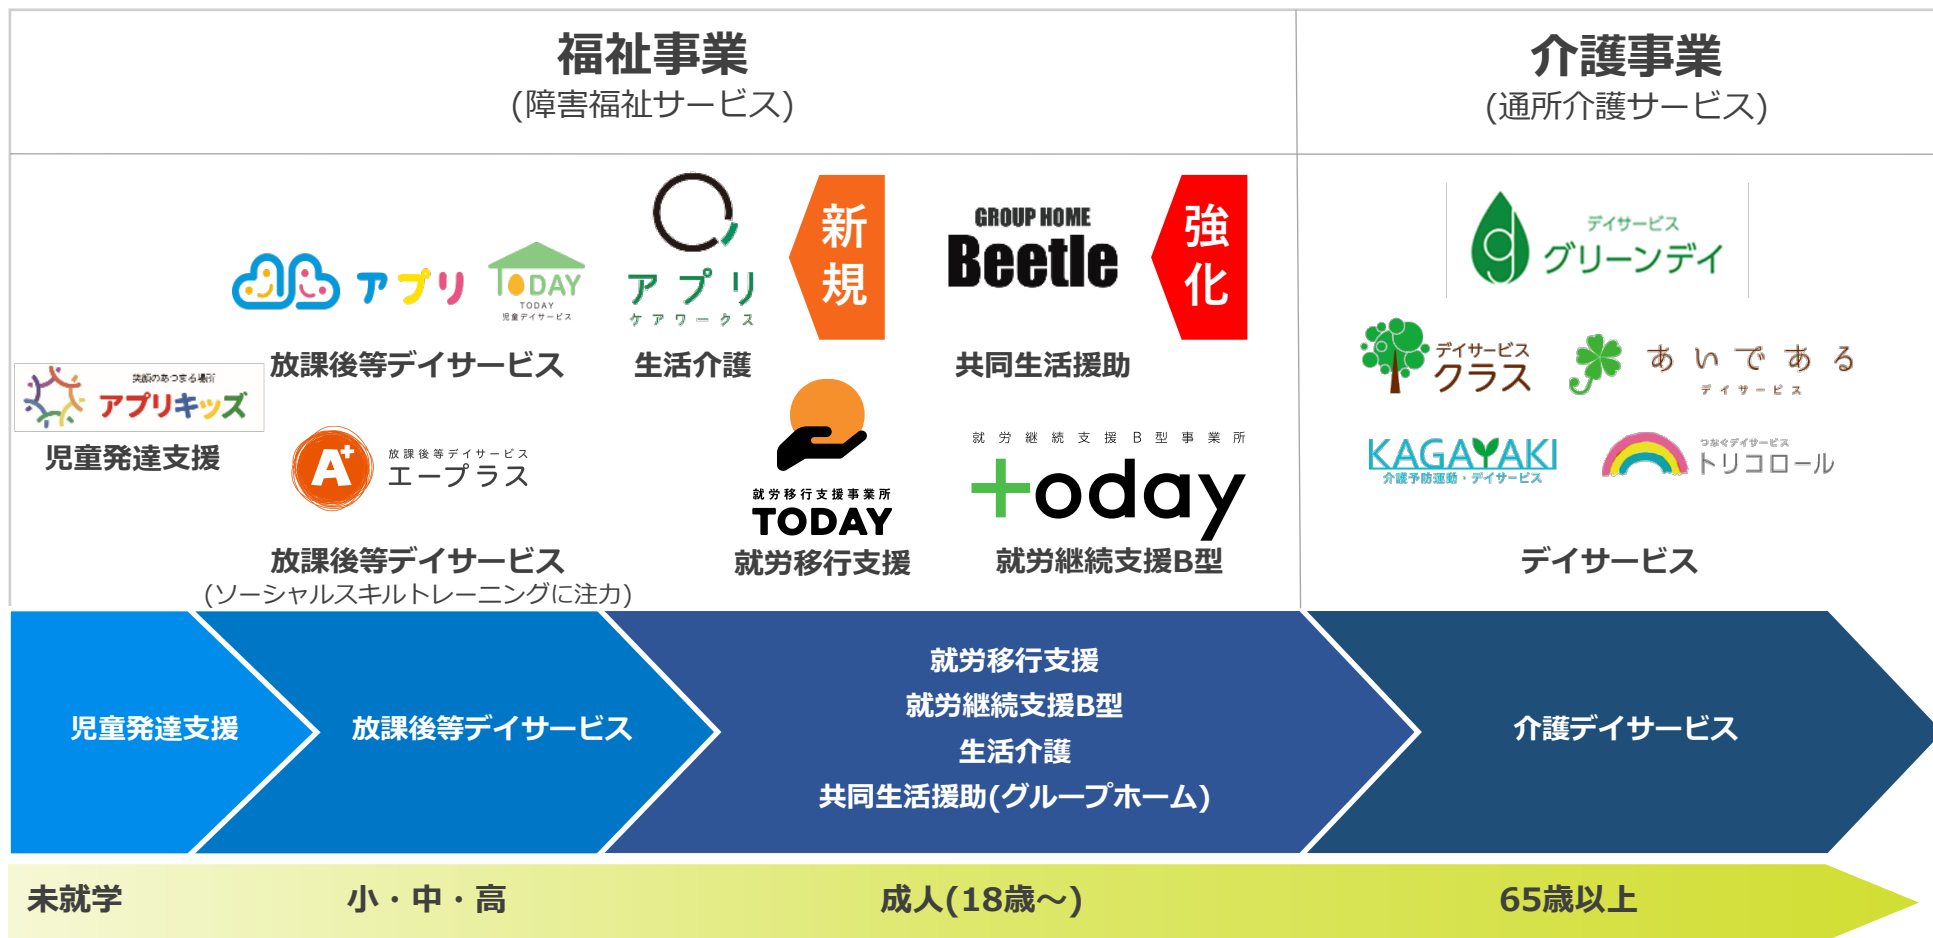 福祉事業
(障害福祉サービス)
介護事業
(通所介護サービス)
アプリ
TODAY
TODAY
児童デイサービス
放課後等デイサービス
アプリ
ケアワークス
生活介護
新規
GROUP HOME
Beetle
共同生活援助
強化
笑顔のあつまる場所
アプリキッズ
児童発達支援
A+
放課後等デイサービス
エープラス
放課後等デイサービス
(ソーシャルスキルトレーニングに注力)
就労移行支援事業所
TODAY
就労移行支援
就労継続支援B型事業所
today
就労継続支援B型
デイサービス
グリーンデイ
デイサービス
クラス
あいである
デイサービス
KAGAYAKI
介護予防運動・デイサービス
つなぐデイサービス
トリコロール
デイサービス
児童発達支援
放課後等デイサービス
就労移行支援
就労継続支援B型
生活介護
共同生活援助(グループホーム)
介護デイサービス
未就学
小・中・高
成人(18歳～)
65歳以上